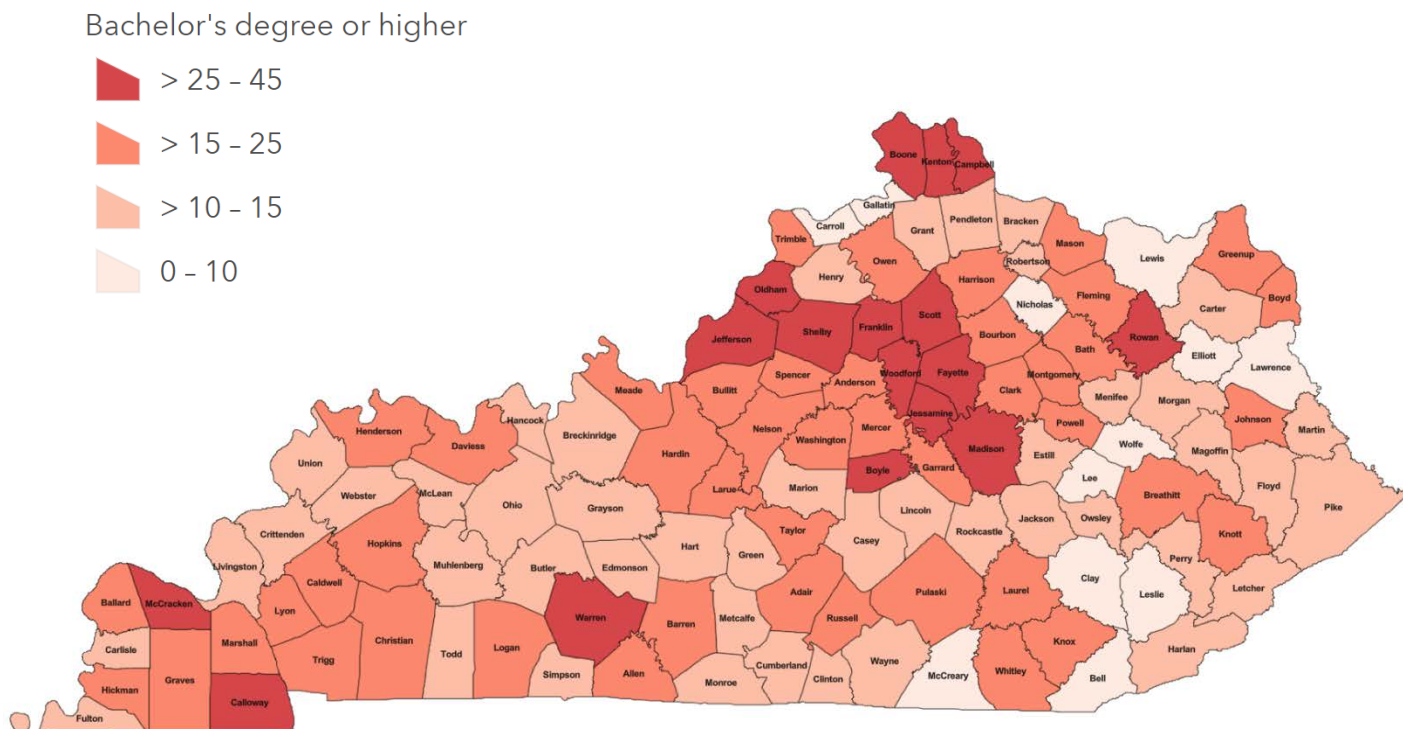 Bachelor's degree or higher
> 25 – 45
> 15 – 25
> 10 – 15
0 – 10
Boone
Kenton
Campbell
Gallatin
Carroll
Grant
Pendleton
Bracken
Trimble
Owen
Robertson
Mason
Lewis
Greenup
Henry
Harrison
Oldham
Nicholas
Fleming
Carter
Boyd
Jefferson
Shelby
Franklin
Scott
Bourbon
Bath
Rowan
Elliott
Lawrence
Woodford
Fayette
Bullitt
Spencer
Anderson
Clark
Montgomery
Menifee
Morgan
Meade
Jessamine
Johnson
Martin
Hancock
Breckinridge
Henderson
Daviess
Nelson
Washington
Mercer
Powell
Wolfe
Magoffin
Hardin
Madison
Estill
Union
Boyle
Garrard
Lee
Floyd
Webster
McLean
Larue
Marion
Breathitt
Pike
Ohio
Grayson
Lincoln
Jackson
Owsley
Crittenden
Hopkins
Hart
Green
Taylor
Casey
Rockcastle
Knott
Perry
Livingston
Muhlenberg
Butler
Edmonson
Caldwell
Clay
Leslie
Letcher
Ballard
McCracken
Lyon
Warren
Barren
Metcalfe
Adair
Russell
Pulaski
Laurel
Carlisle
Marshall
Christian
Todd
Logan
Knox
Harlan
Hickman
Graves
Trigg
Simpson
Allen
Monroe
Cumberland
Clinton
Wayne
McCreary
Whitley
Bell
Calloway
Fulton